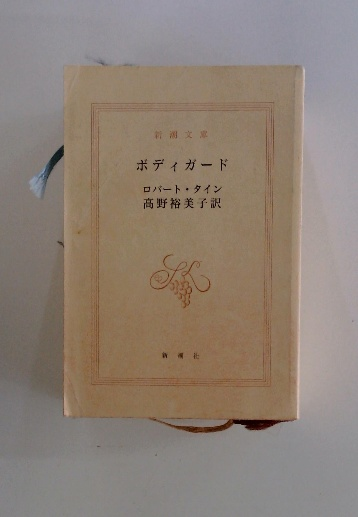 新潮文庫
ボディガード
ロバート・タイン
高野裕美子訳
新潮社